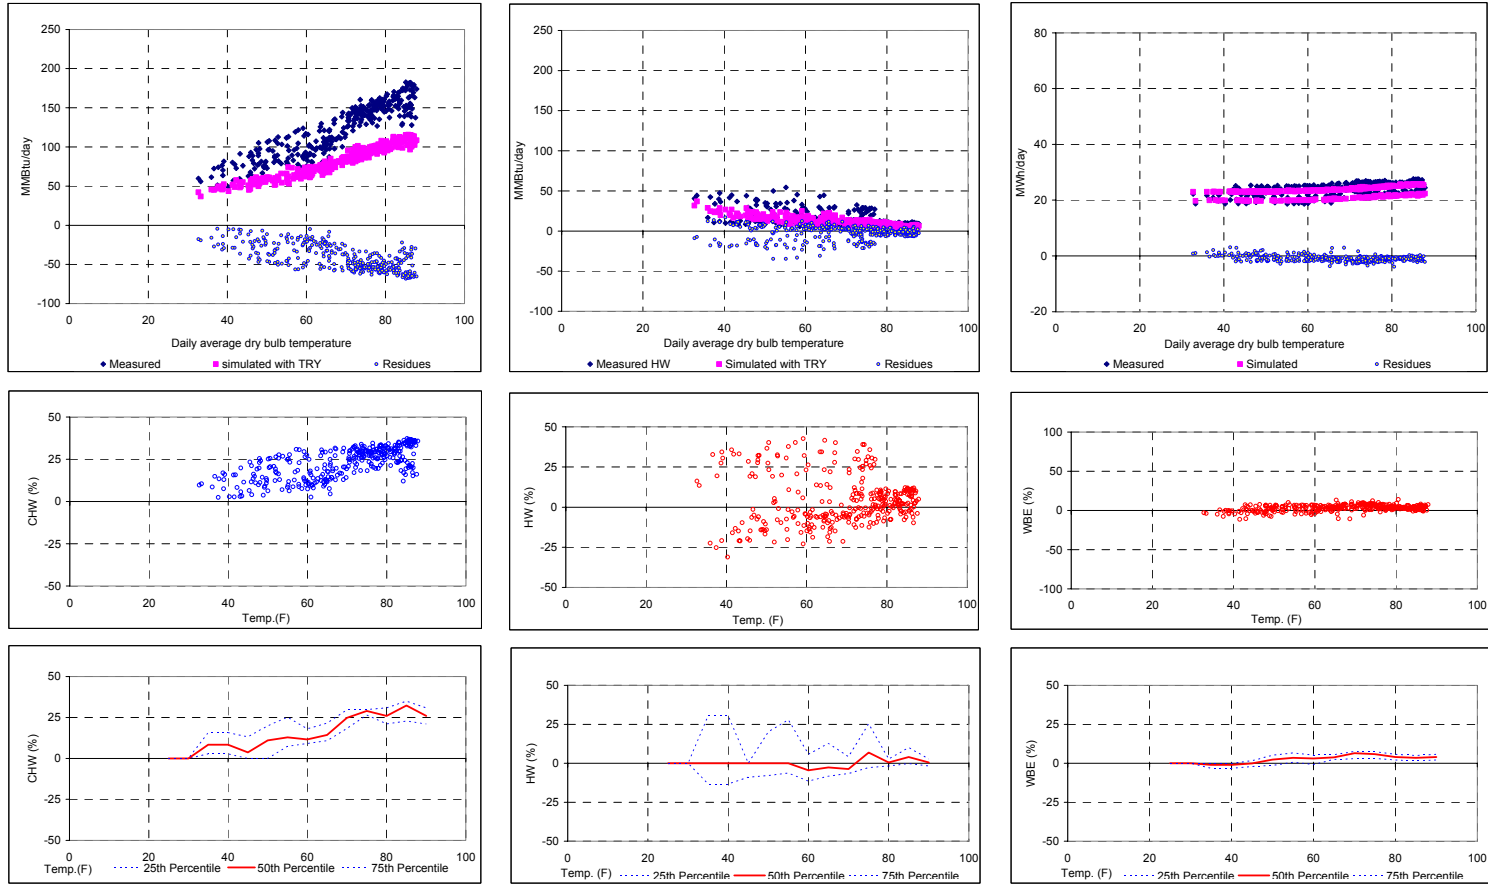 250
200
150
100
50
0
-50
-100
MMBtu/day
0 20 40 60 80 100
Daily average dry bulb temperature
Measured simulated with TRY Residues
250
200
150
100
50
0
-50
-100
MMBtu/day
0 20 40 60 80 100
Daily average dry bulb temperature
Measured HW Simulated with TRY Residues
80
60
40
20
0
-20
MWh/day
0 20 40 60 80 100
Daily average dry bulb temperature
Measured Simulated Residues
50
25
0
-25
-50
CHW (%)
0 20 40 60 80 100
Temp.(F)
50
25
0
-25
-50
HW (%)
0 20 40 60 80 100
Temp. (F)
100
50
0
-50
-100
WBE (%)
0 20 40 60 80 100
Temp. (F)
50
25
0
-25
-50
CHW (%)
0 20 40 60 80 100
Temp.(F) 25th Percentile 50th Percentile 75th Percentile
50
25
0
-25
-50
HW (%)
0 20 40 60 80 100
Temp. (F) 25th Percentile 50th Percentile 75th Percentile
50
25
0
-25
-50
WBE (%)
0 20 40 60 80 100
Temp. (F) 25th Percentile 50th Percentile 75th Percentile